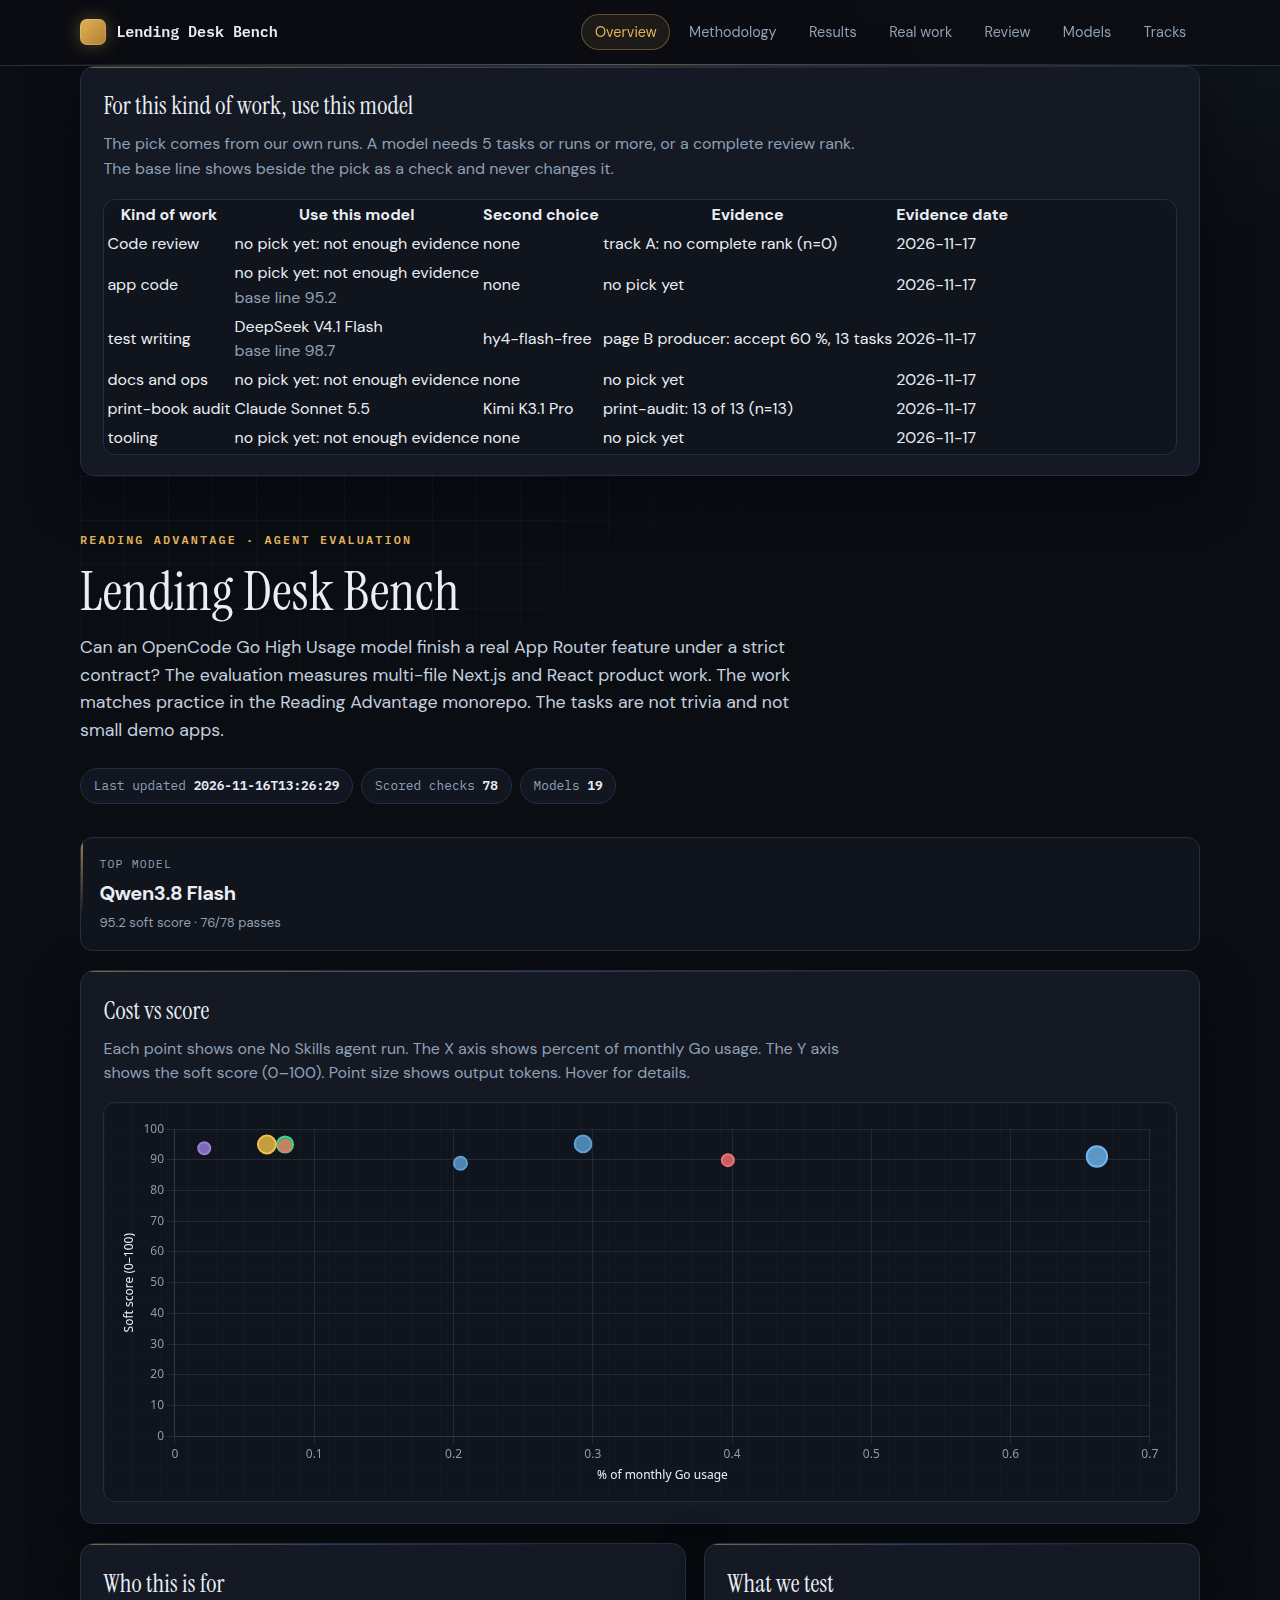 Lending Desk Bench
Overview
Methodology
Results
Real work
Review
Models
Tracks
For this kind of work, use this model
The pick comes from our own runs. A model needs 5 tasks or runs or more, or a complete review rank.
The base line shows beside the pick as a check and never changes it.
Kind of work Use this model Second choice Evidence Evidence date
Code review no pick yet: not enough evidence none track A: no complete rank (n=0) 2026-11-17
app code no pick yet: not enough evidence base line 95.2 none no pick yet 2026-11-17
test writing DeepSeek V4.1 Flash base line 98.7 hy4-flash-free page B producer: accept 60 %, 13 tasks 2026-11-17
docs and ops no pick yet: not enough evidence none no pick yet 2026-11-17
print-book audit Claude Sonnet 5.5 Kimi K3.1 Pro print-audit: 13 of 13 (n=13) 2026-11-17
tooling no pick yet: not enough evidence none no pick yet 2026-11-17
READING ADVANTAGE · AGENT EVALUATION
Lending Desk Bench
Can an OpenCode Go High Usage model finish a real App Router feature under a strict
contract? The evaluation measures multi-file Next.js and React product work. The work
matches practice in the Reading Advantage monorepo. The tasks are not trivia and not
small demo apps.
Last updated 2026-11-16T13:26:29
Scored checks 78
Models 19
TOP MODEL
Qwen3.8 Flash
95.2 soft score · 76/78 passes
Cost vs score
Each point shows one No Skills agent run. The X axis shows percent of monthly Go usage. The Y axis
shows the soft score (0–100). Point size shows output tokens. Hover for details.
100
90
80
70
60
50
40
30
20
10
0
Soft score (0–100)
0 0.1 0.2 0.3 0.4 0.5 0.6 0.7
% of monthly Go usage
Who this is for
What we test